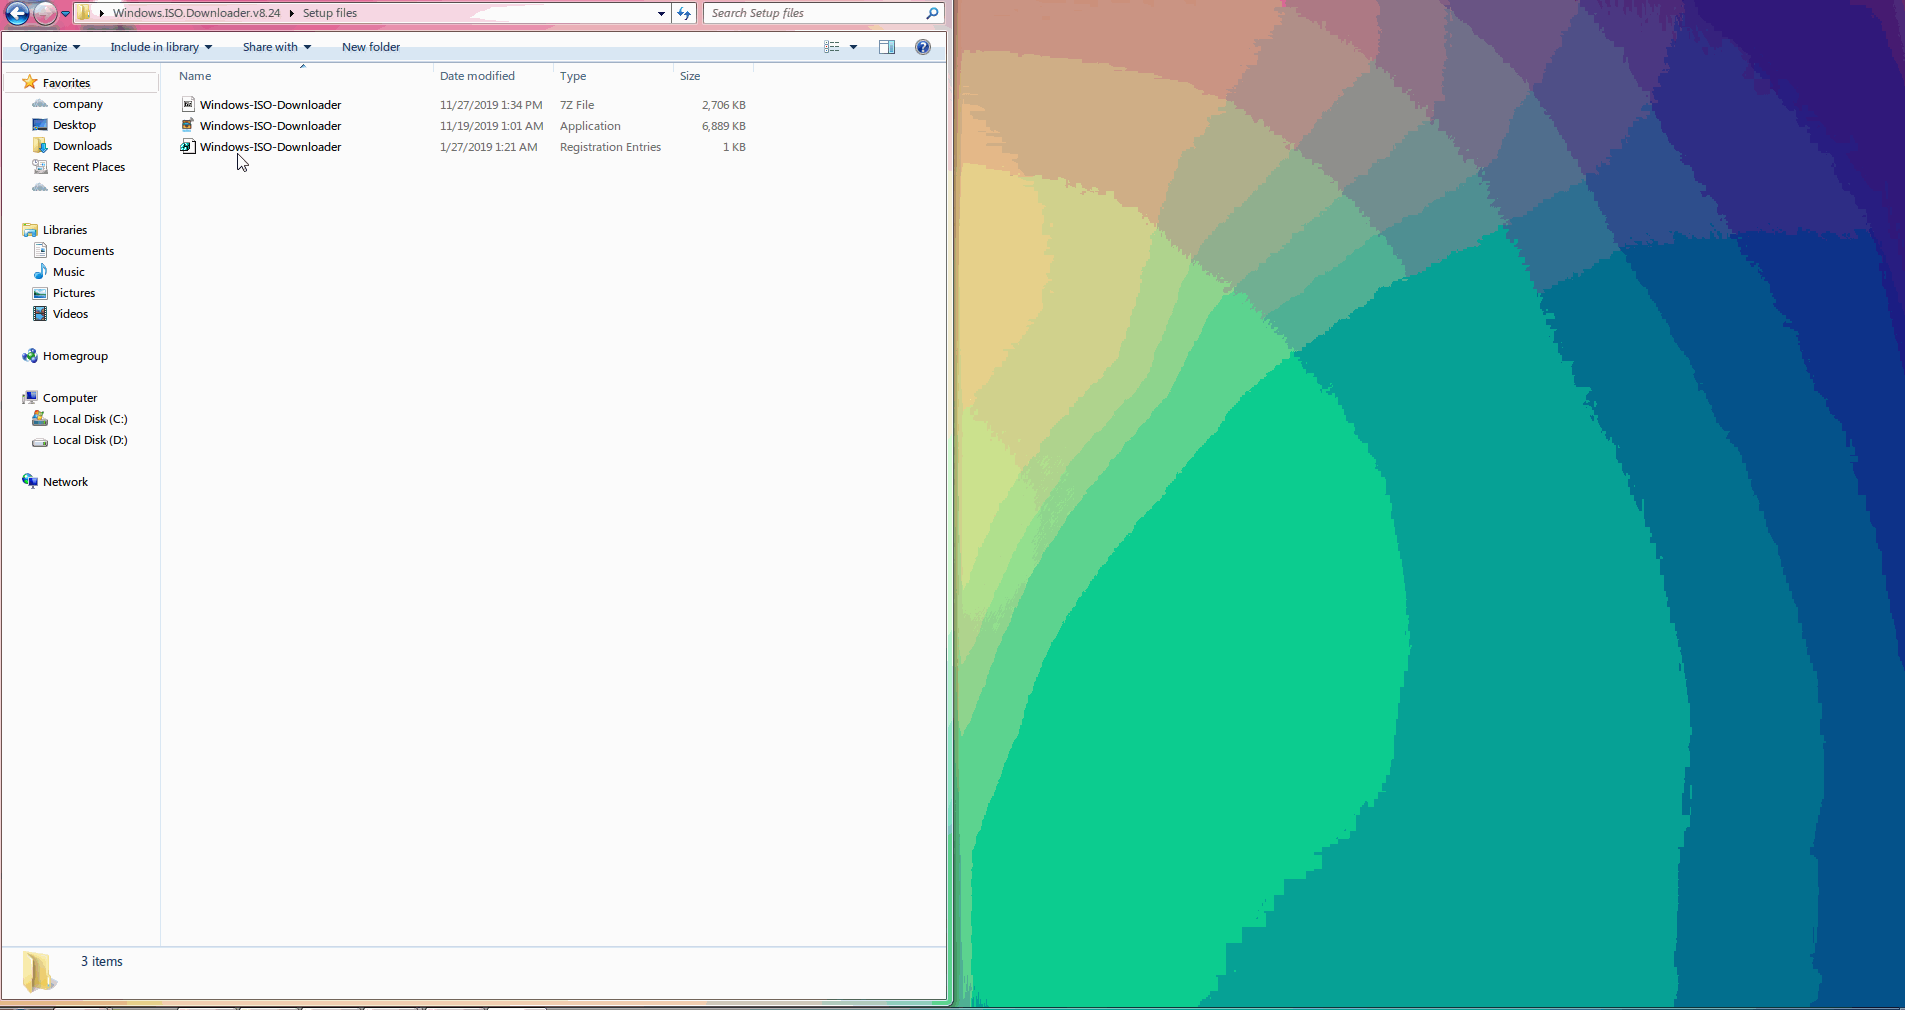 Windows.ISO.Downloader.v8.24 Setup files Search Setup files
Organize Include in library Share with New folder
Name Date modified Type Size
Windows-ISO-Downloader 11/27/2019 1:34 PM 7Z File 2,706 KB
Windows-ISO-Downloader 11/19/2019 1:01 AM Application 6,889 KB
Windows-ISO-Downloader 1/27/2019 1:21 AM Registration Entries 1 KB
Favorites
company
Desktop
Downloads
Recent Places
servers
Libraries
Documents
Music
Pictures
Videos
Homegroup
Computer
Local Disk (C:)
Local Disk (D:)
Network
3 items